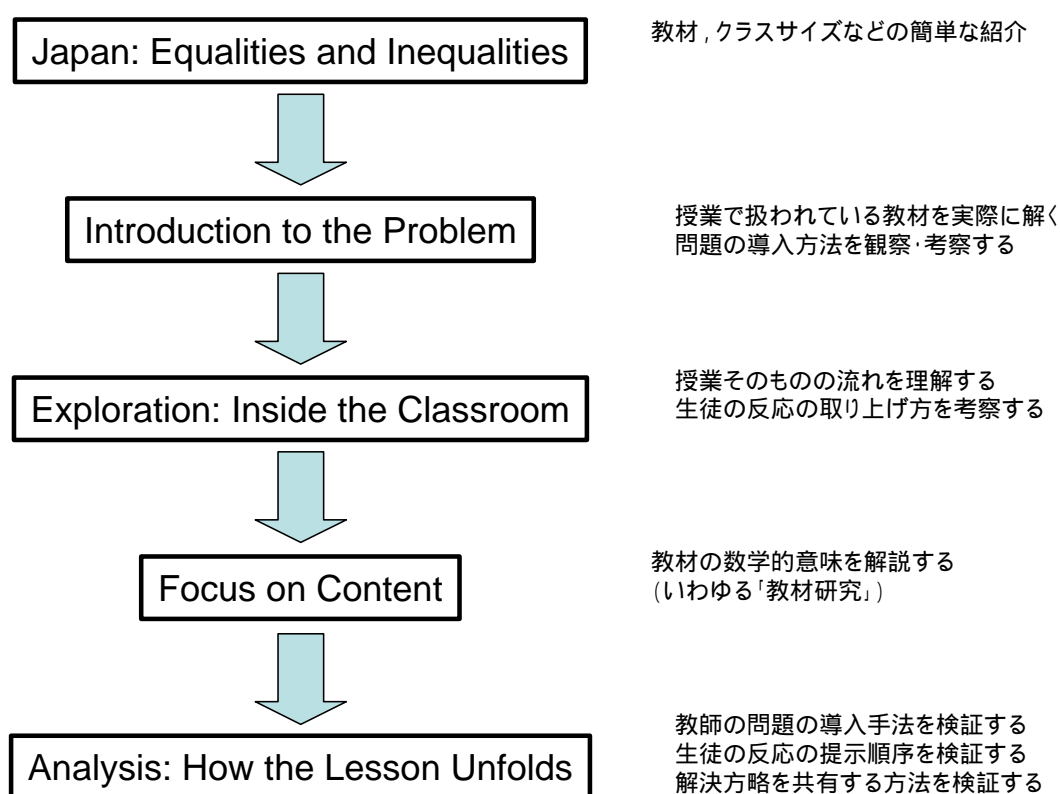 Japan: Equalities and Inequalities
教材,クラスサイズなどの簡単な紹介
Introduction to the Problem
授業で扱われている教材を実際に解く
問題の導入方法を観察・考察する
Exploration: Inside the Classroom
授業そのものの流れを理解する
生徒の反応の取り上げ方を考察する
Focus on Content
教材の数学的意味を解説する
(いわゆる「教材研究」)
Analysis: How the Lesson Unfolds
教師の問題の導入手法を検証する
生徒の反応の提示順序を検証する
解決方略を共有する方法を検証する